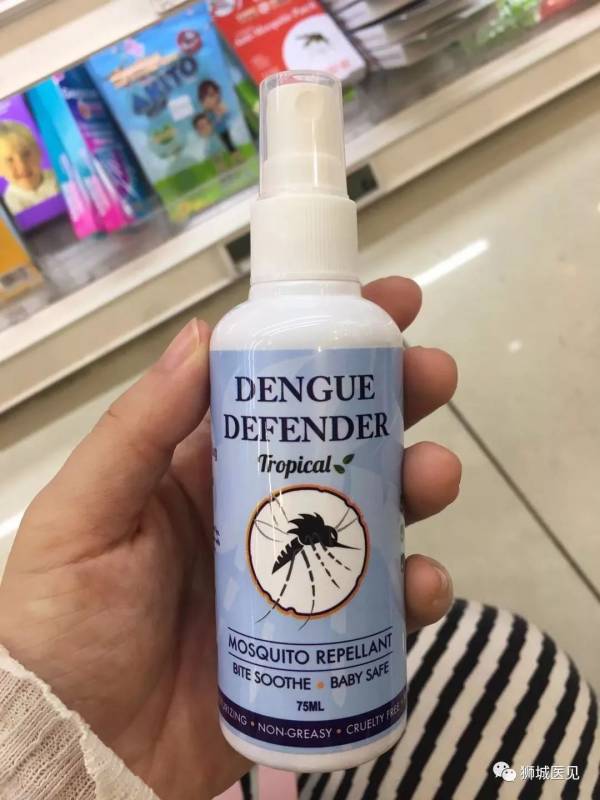 AKITO
DENGUE
DEFENDER
Tropical
MOSQUITO REPELLANT
BITE SOOTHE • BABY SAFE
75ML
• NON-GREASY • CRUELTY FREE
狮城医见